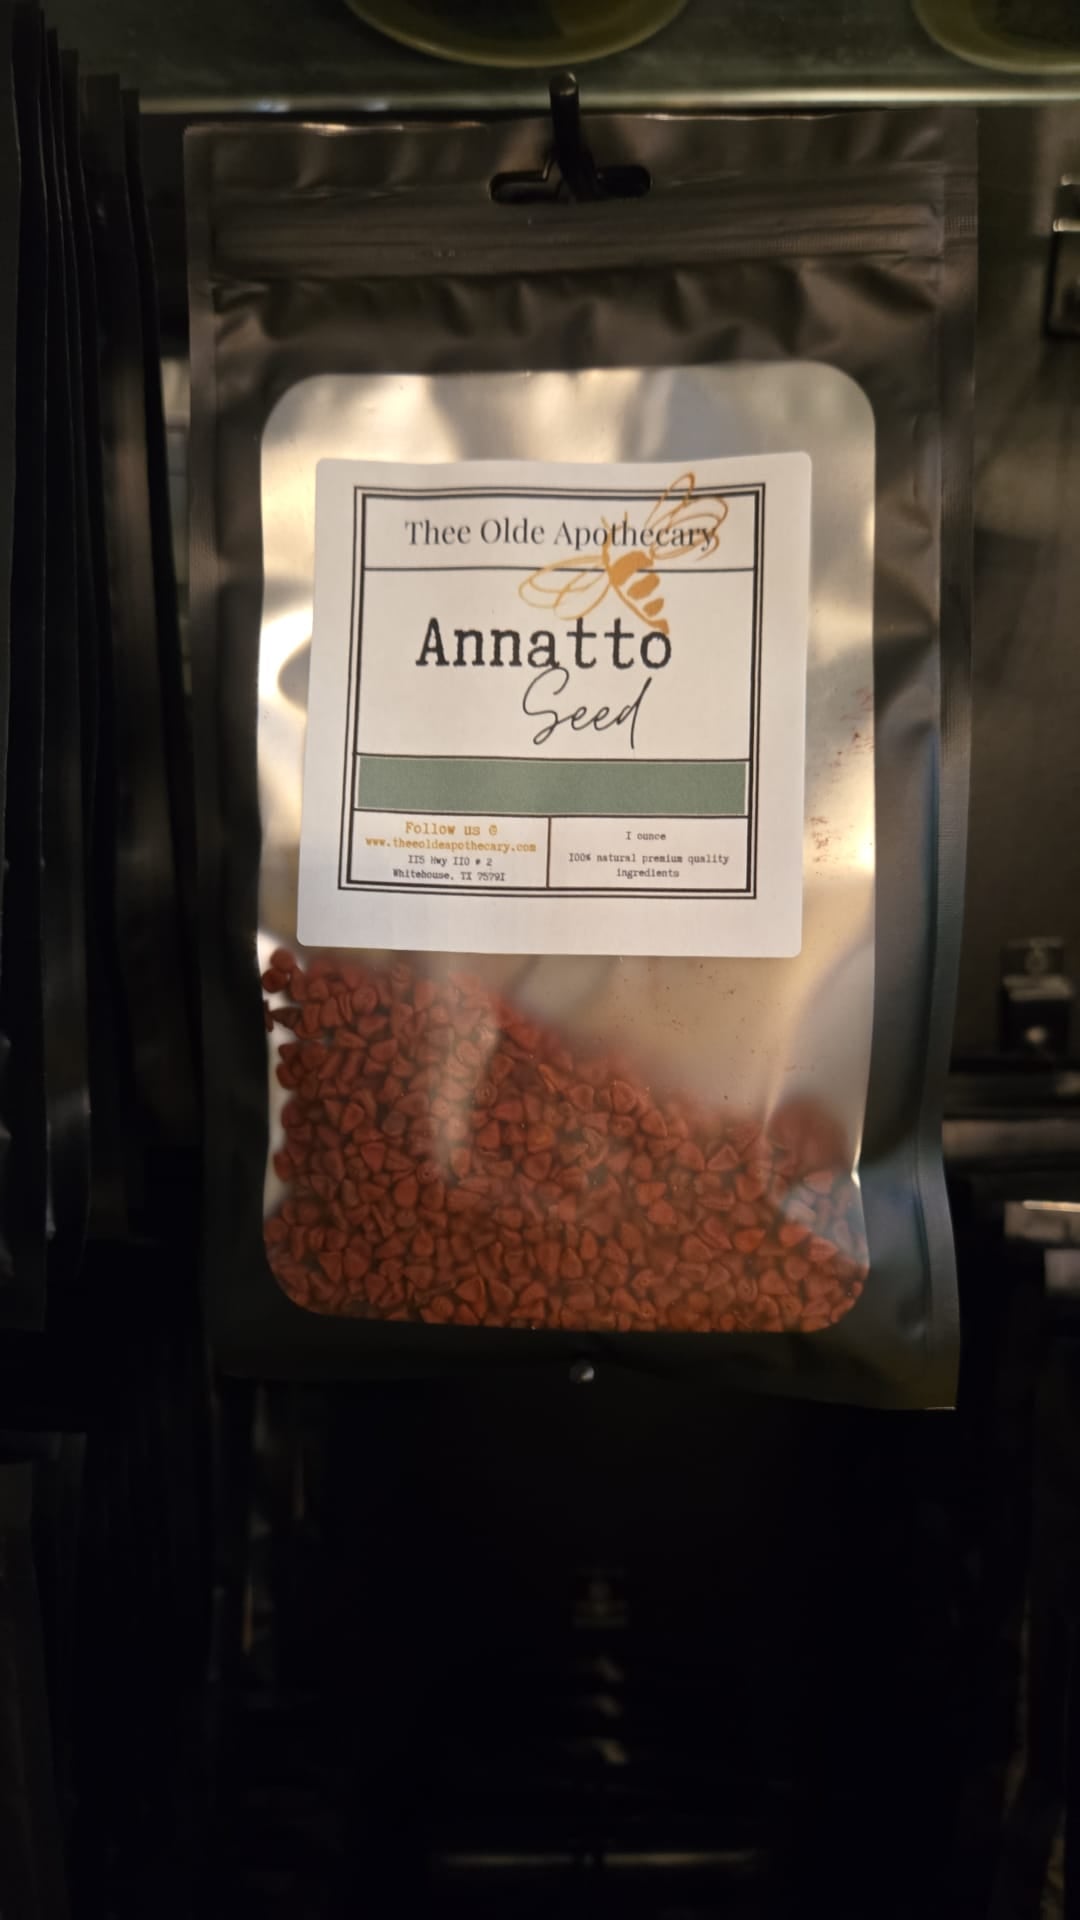 Thee Olde Apothecary
Annatto
Seed
Follow us @
www.theeoldeapothecary.com
115 Hwy 110 # 2
Whitehouse, TX 75791
1 ounce
100% natural premium quality
ingredients